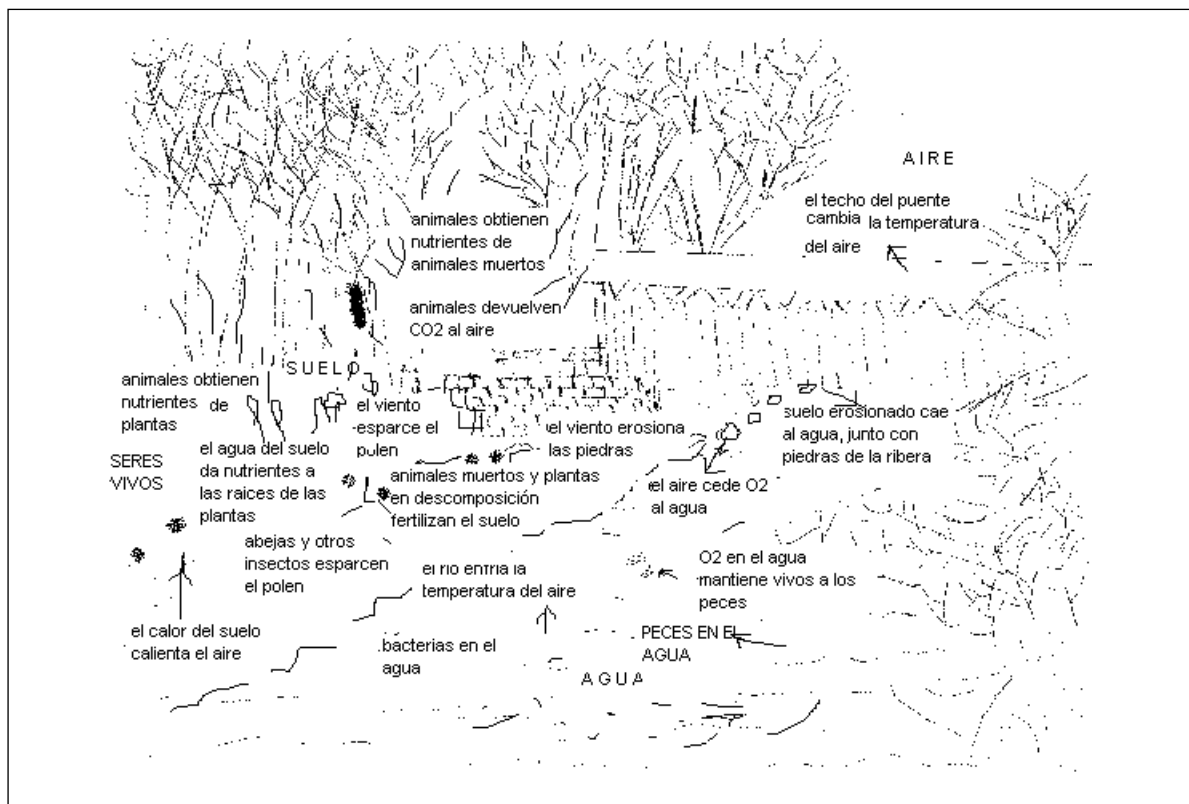 AIRE
el techo del puente
cambia la temperatura
del aire
animales obtienen
nutrientes de
animales muertos
animales devuelven
CO2 al aire
SUELO
animales obtienen
nutrientes de
plantas
el viento
esparce el
polen
el viento erosiona
las piedras
suelo erosionado cae
al agua, junto con
piedras de la ribera
SERES
VIVOS
el agua del suelo
da nutrientes a
las raices de las
plantas
animales muertos y plantas
en descomposición
fertilizan el suelo
el aire cede O2
al agua
abejas y otros
insectos esparcen
el polen
el río enfria la
temperatura del aire
O2 en el agua
mantiene vivos a los
peces
el calor del suelo
calienta el aire
bacterias en el
agua
PECES EN EL
AGUA
AGUA